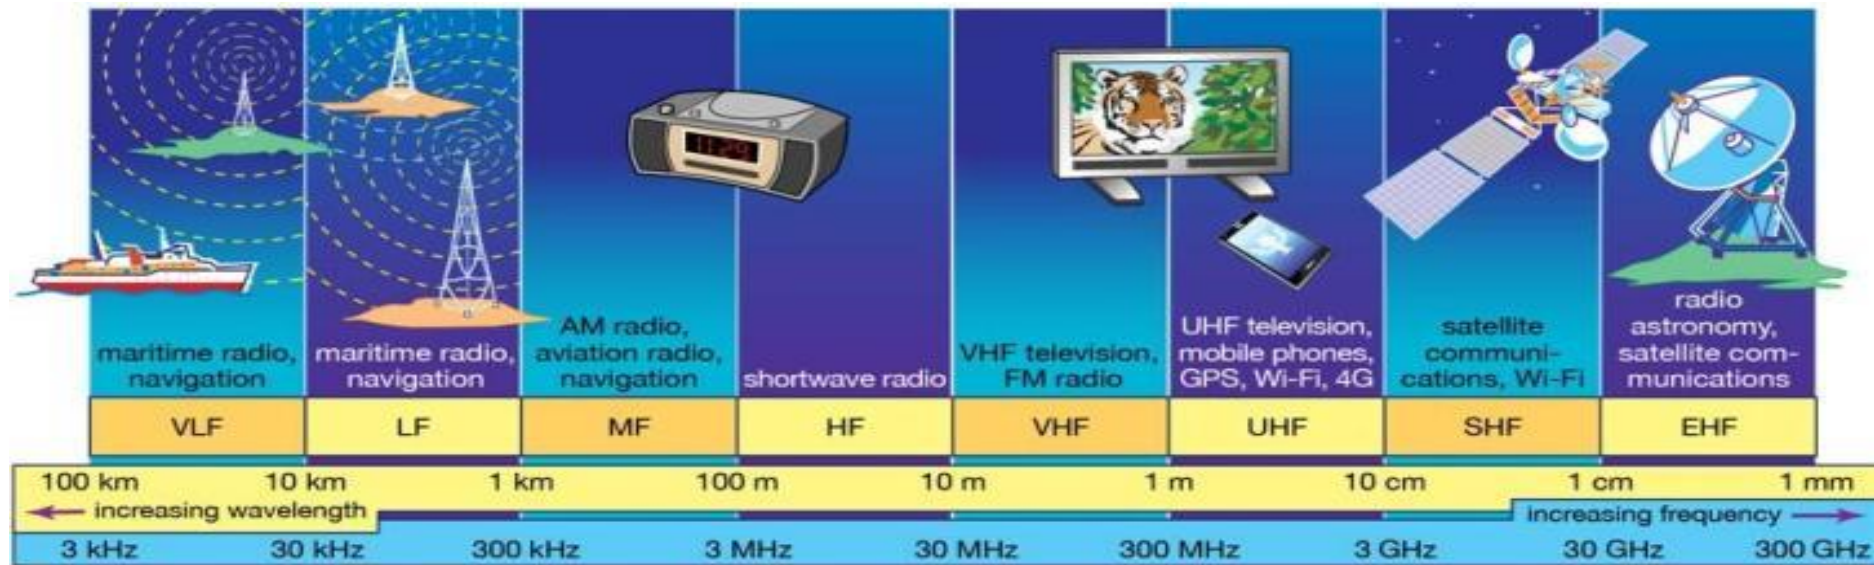 11:29
maritime radio,
navigation
maritime radio,
navigation
AM radio,
aviation radio,
navigation
shortwave radio
VHF television,
FM radio
UHF television,
mobile phones,
GPS, Wi-Fi, 4G
satellite
communi-
cations, Wi-Fi
radio
astronomy,
satellite com-
munications
VLF LF MF HF VHF UHF SHF EHF
100 km 10 km 1 km 100 m 10 m 1 m 10 cm 1 cm 1 mm
increasing wavelength
increasing frequency
3 kHz 30 kHz 300 kHz 3 MHz 30 MHz 300 MHz 3 GHz 30 GHz 300 GHz